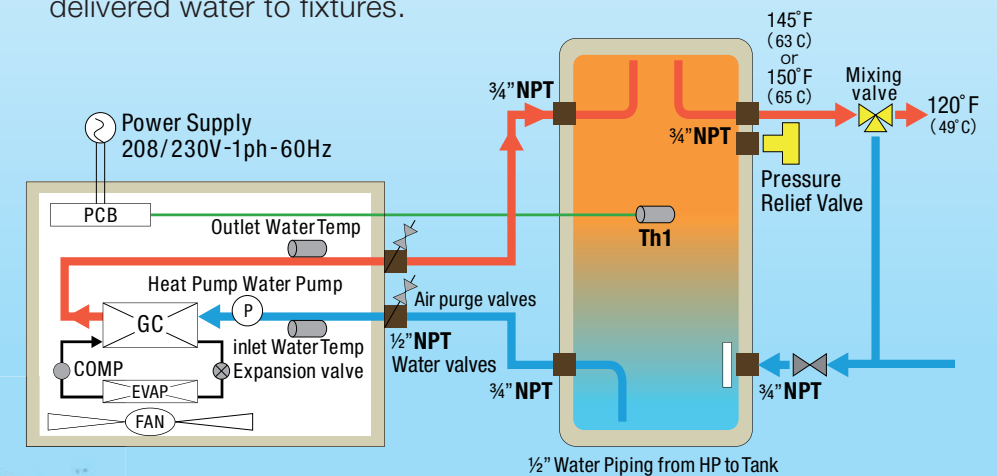 delivered water to fixtures.
Power Supply
208/230V-1ph-60Hz
PCB
Outlet Water Temp
Heat Pump Water Pump
P
GC
inlet Water Temp
COMP
Expansion valve
EVAP
FAN
Air purge valves
½"NPT
Water valves
¾"NPT
¾"NPT
Th1
145°F
(63 C)
or
150°F
(65 C)
¾"NPT
Mixing
valve
120°F
(49°C)
Pressure
Relief Valve
¾"NPT
½" Water Piping from HP to Tank